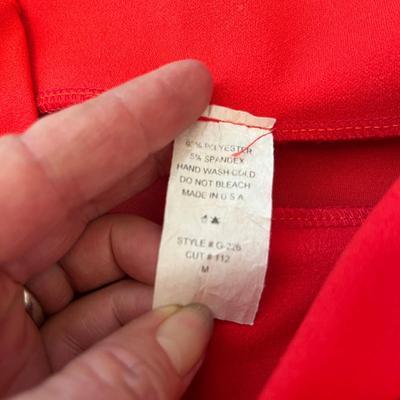 % POLYESTER
5% SPANDEX
HAND WASH COLD
DO NOT BLEACH
MADE IN U.S.A.
STYLE # G-226
CUT # 112
M